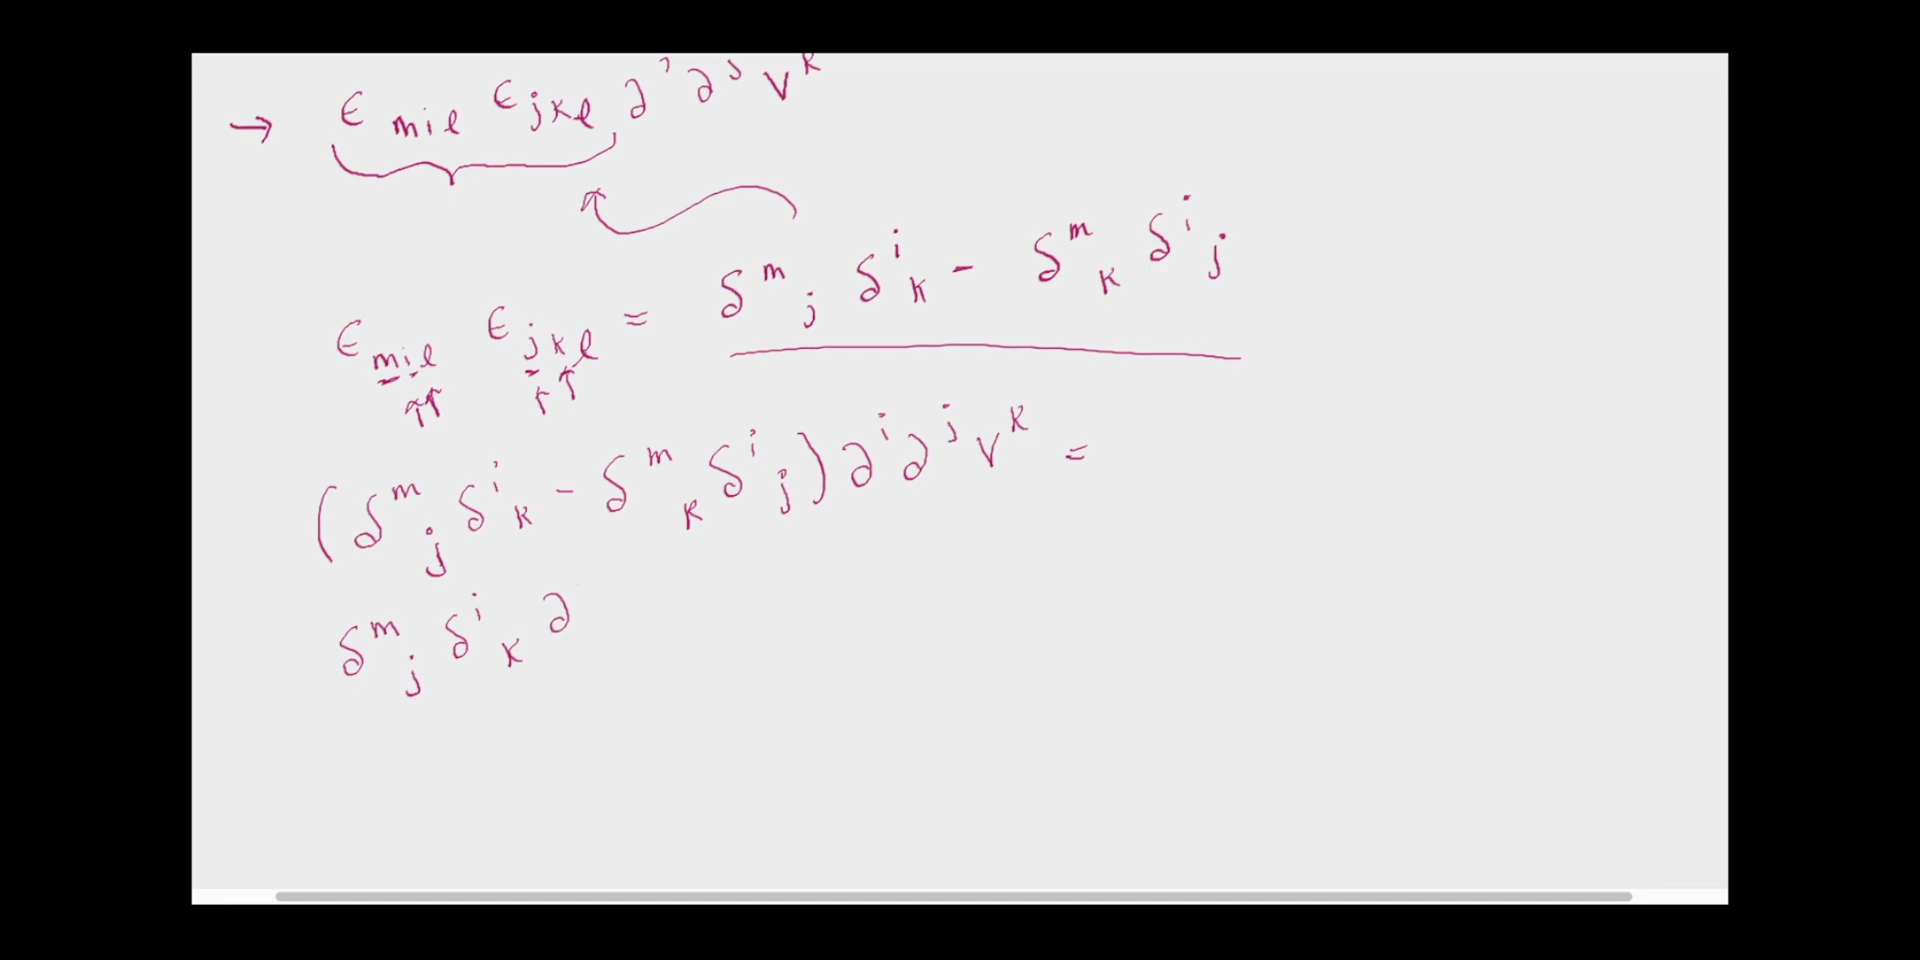 → ϵ_{mil} ϵ_{jkl} ∂^i ∂^j v^k
ϵ_{mil} ϵ_{jkl} = δ^m_j δ^i_k - δ^m_k δ^i_j
(δ^m_j δ^i_k - δ^m_k δ^i_j) ∂^i ∂^j v^k =
δ^m_j δ^i_k ∂